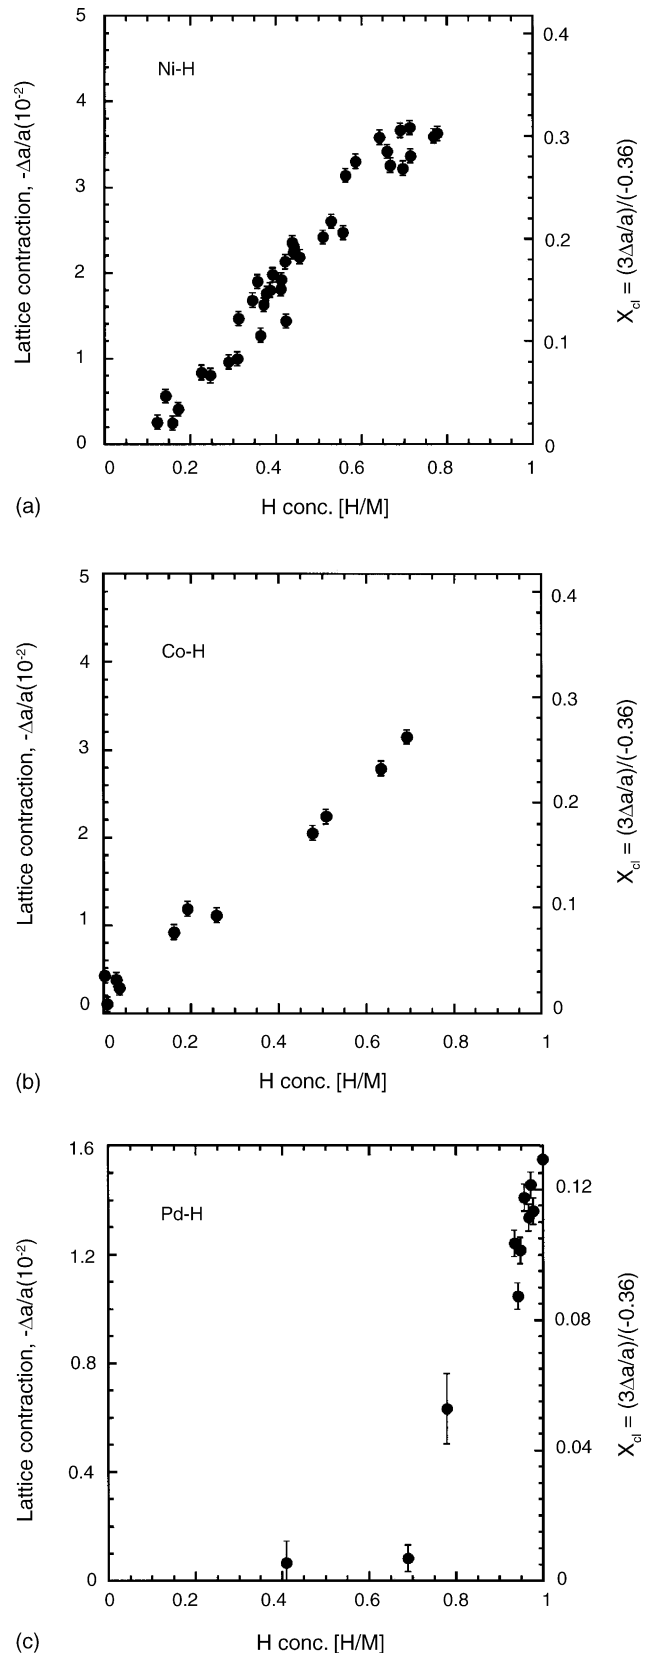 Ni-H
Lattice contraction, -Δa/a(10⁻²)
5
4
3
2
1
0
0.4
0.3
0.2
0.1
0
X_cl = (3Δa/a)/(-0.36)
0 0.2 0.4 0.6 0.8 1
H conc. [H/M]
(a)
Co-H
Lattice contraction, -Δa/a(10⁻²)
5
4
3
2
1
0
0.4
0.3
0.2
0.1
0
X_cl = (3Δa/a)/(-0.36)
0 0.2 0.4 0.6 0.8 1
H conc. [H/M]
(b)
Pd-H
Lattice contraction, -Δa/a(10⁻²)
1.6
1.2
0.8
0.4
0
0.12
0.08
0.04
0
X_cl = (3Δa/a)/(-0.36)
0 0.2 0.4 0.6 0.8 1
H conc. [H/M]
(c)